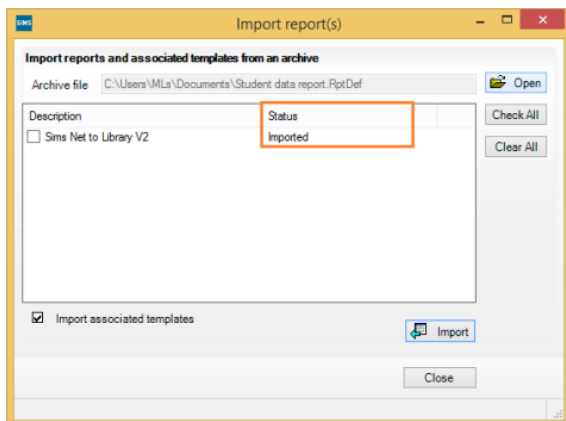 SIMS
Import report(s)
Import reports and associated templates from an archive
Archive file C:\Users\MLs\Documents\Student data report.RptDef
Open
Description Status
Check All
Sims Net to Library V2 Imported
Clear All
Import associated templates
Import
Close